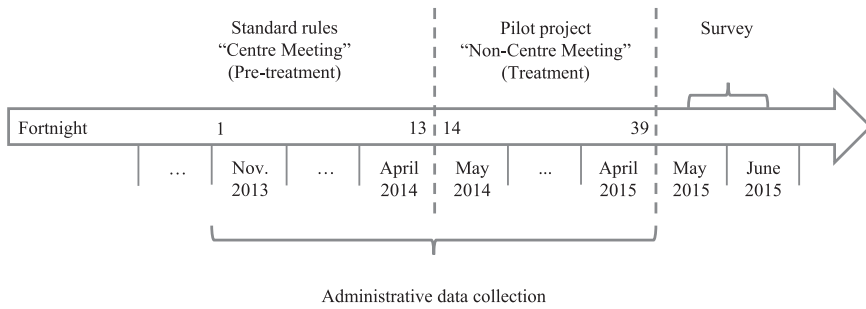 Standard rules
“Centre Meeting”
(Pre-treatment)
Pilot project
“Non-Centre Meeting”
(Treatment)
Survey
Fortnight 1 13 14 39
… Nov. 2013
… April 2014
May 2014
... April 2015
May 2015
June 2015
Administrative data collection